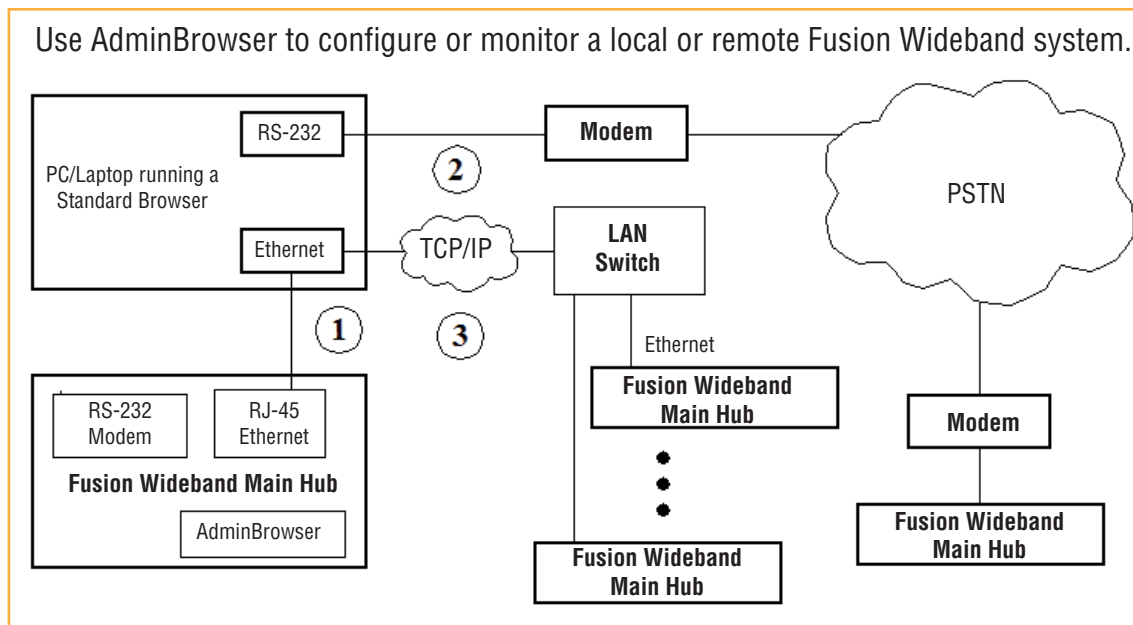 Use AdminBrowser to configure or monitor a local or remote Fusion Wideband system.
RS-232
Modem
2
PC/Laptop running a
Standard Browser
PSTN
Ethernet
TCP/IP
LAN
Switch
1
3
Ethernet
RS-232
Modem
RJ-45
Ethernet
Fusion Wideband
Main Hub
Modem
Fusion Wideband Main Hub
AdminBrowser
Fusion Wideband
Main Hub
Fusion Wideband
Main Hub